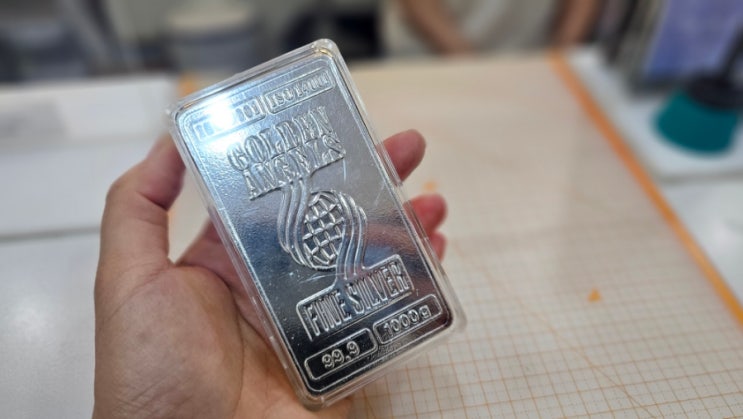 GOLDEN
ANGELS
FINE SILVER
99.9
1000g